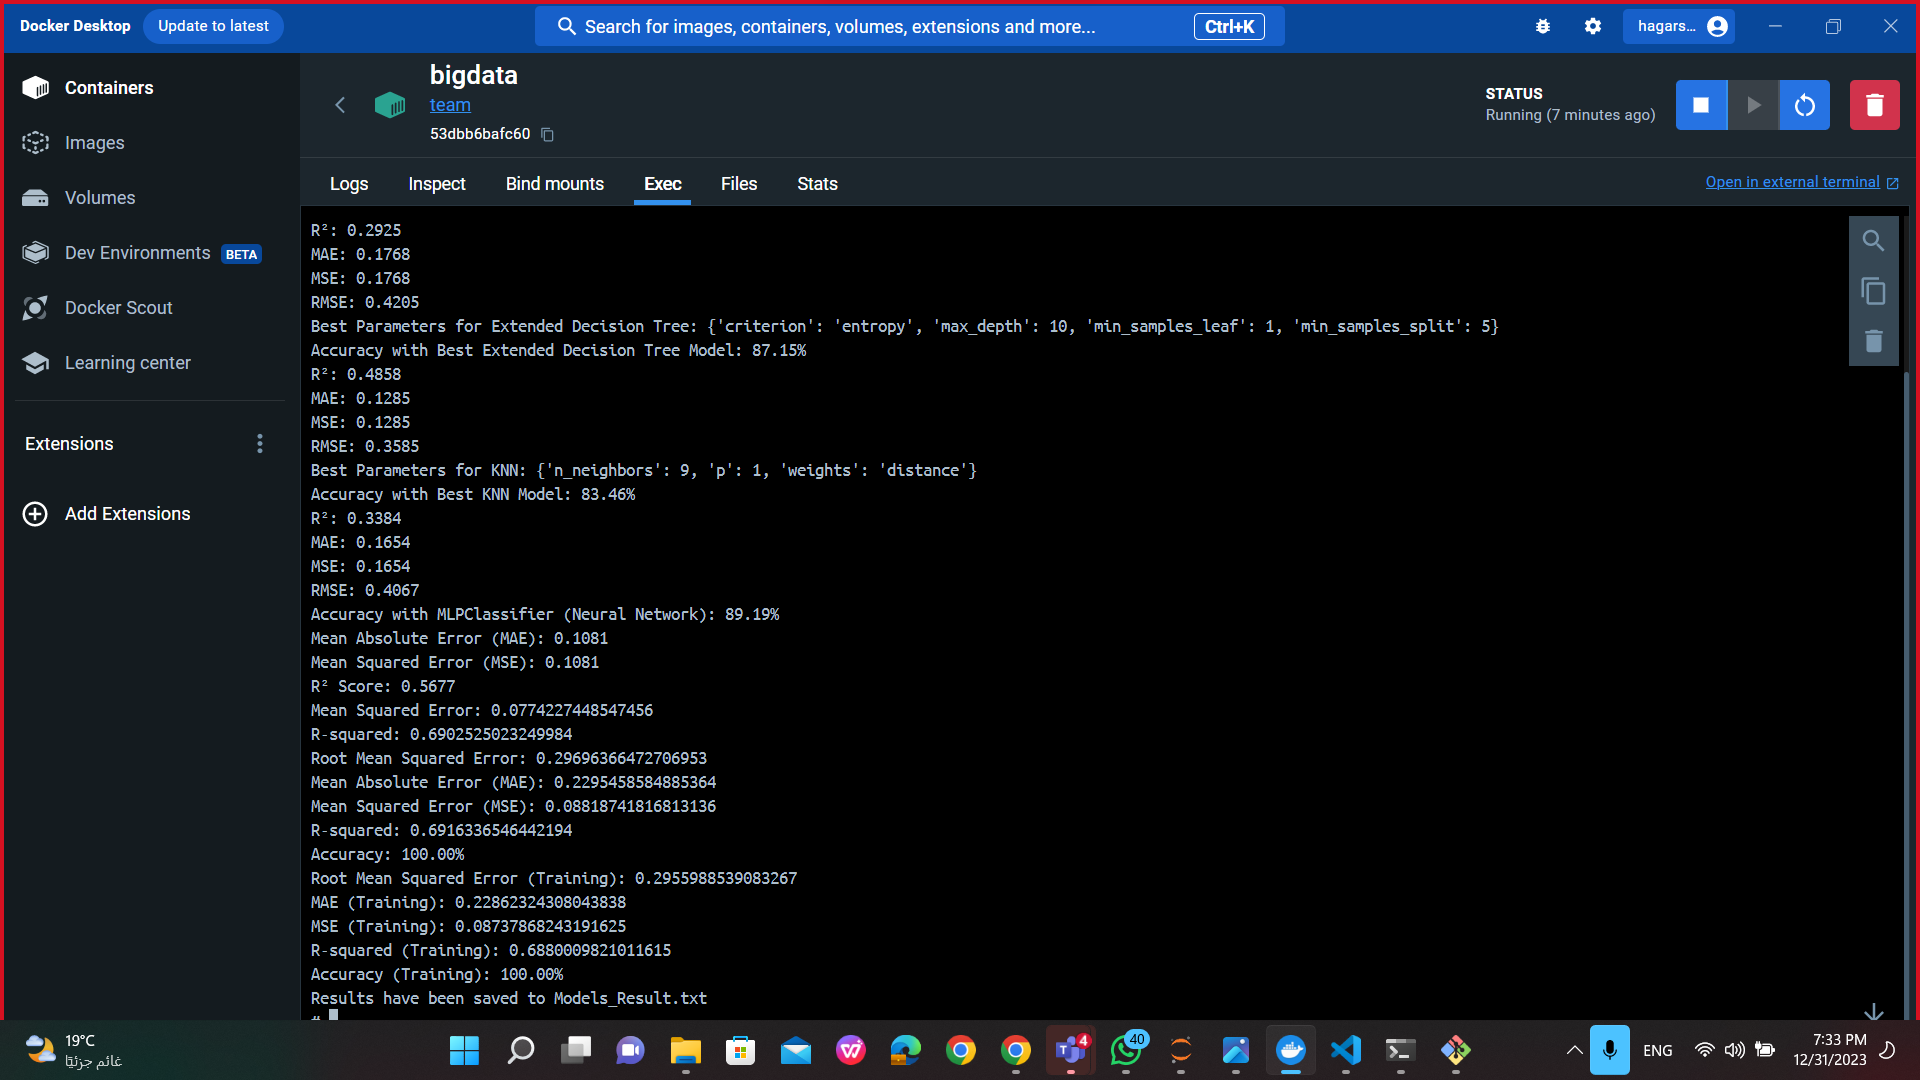 Docker Desktop
Update to latest
Search for images, containers, volumes, extensions and more...
Ctrl+K
hagars...
Containers
Images
Volumes
Dev Environments BETA
Docker Scout
Learning center
Extensions
Add Extensions
bigdata
team
53dbb6bafc60
STATUS
Running (7 minutes ago)
Logs Inspect Bind mounts Exec Files Stats
Open in external terminal
R²: 0.2925
MAE: 0.1768
MSE: 0.1768
RMSE: 0.4205
Best Parameters for Extended Decision Tree: {'criterion': 'entropy', 'max_depth': 10, 'min_samples_leaf': 1, 'min_samples_split': 5}
Accuracy with Best Extended Decision Tree Model: 87.15%
R²: 0.4858
MAE: 0.1285
MSE: 0.1285
RMSE: 0.3585
Best Parameters for KNN: {'n_neighbors': 9, 'p': 1, 'weights': 'distance'}
Accuracy with Best KNN Model: 83.46%
R²: 0.3384
MAE: 0.1654
MSE: 0.1654
RMSE: 0.4067
Accuracy with MLPClassifier (Neural Network): 89.19%
Mean Absolute Error (MAE): 0.1081
Mean Squared Error (MSE): 0.1081
R² Score: 0.5677
Mean Squared Error: 0.0774227448547456
R-squared: 0.6902525023249984
Root Mean Squared Error: 0.29696366472706953
Mean Absolute Error (MAE): 0.2295458584885364
Mean Squared Error (MSE): 0.08818741816813136
R-squared: 0.6916336546442194
Accuracy: 100.00%
Root Mean Squared Error (Training): 0.2955988539083267
MAE (Training): 0.22862324308043838
MSE (Training): 0.08737868243191625
R-squared (Training): 0.6880009821011615
Accuracy (Training): 100.00%
Results have been saved to Models_Result.txt
#
19°C
غائم جزئيًا
4
40
ENG
7:33 PM
12/31/2023